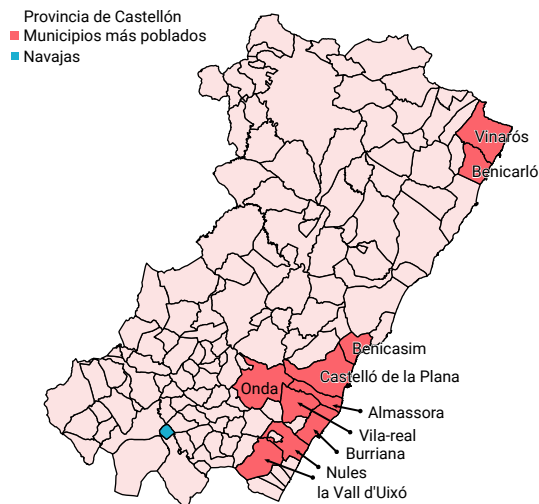 Provincia de Castellón
Municipios más poblados
Navajas
Vinarós
Benicarló
Benicasim
Castelló de la Plana
Onda
Almassora
Vila-real
Burriana
Nules
la Vall d'Uixó